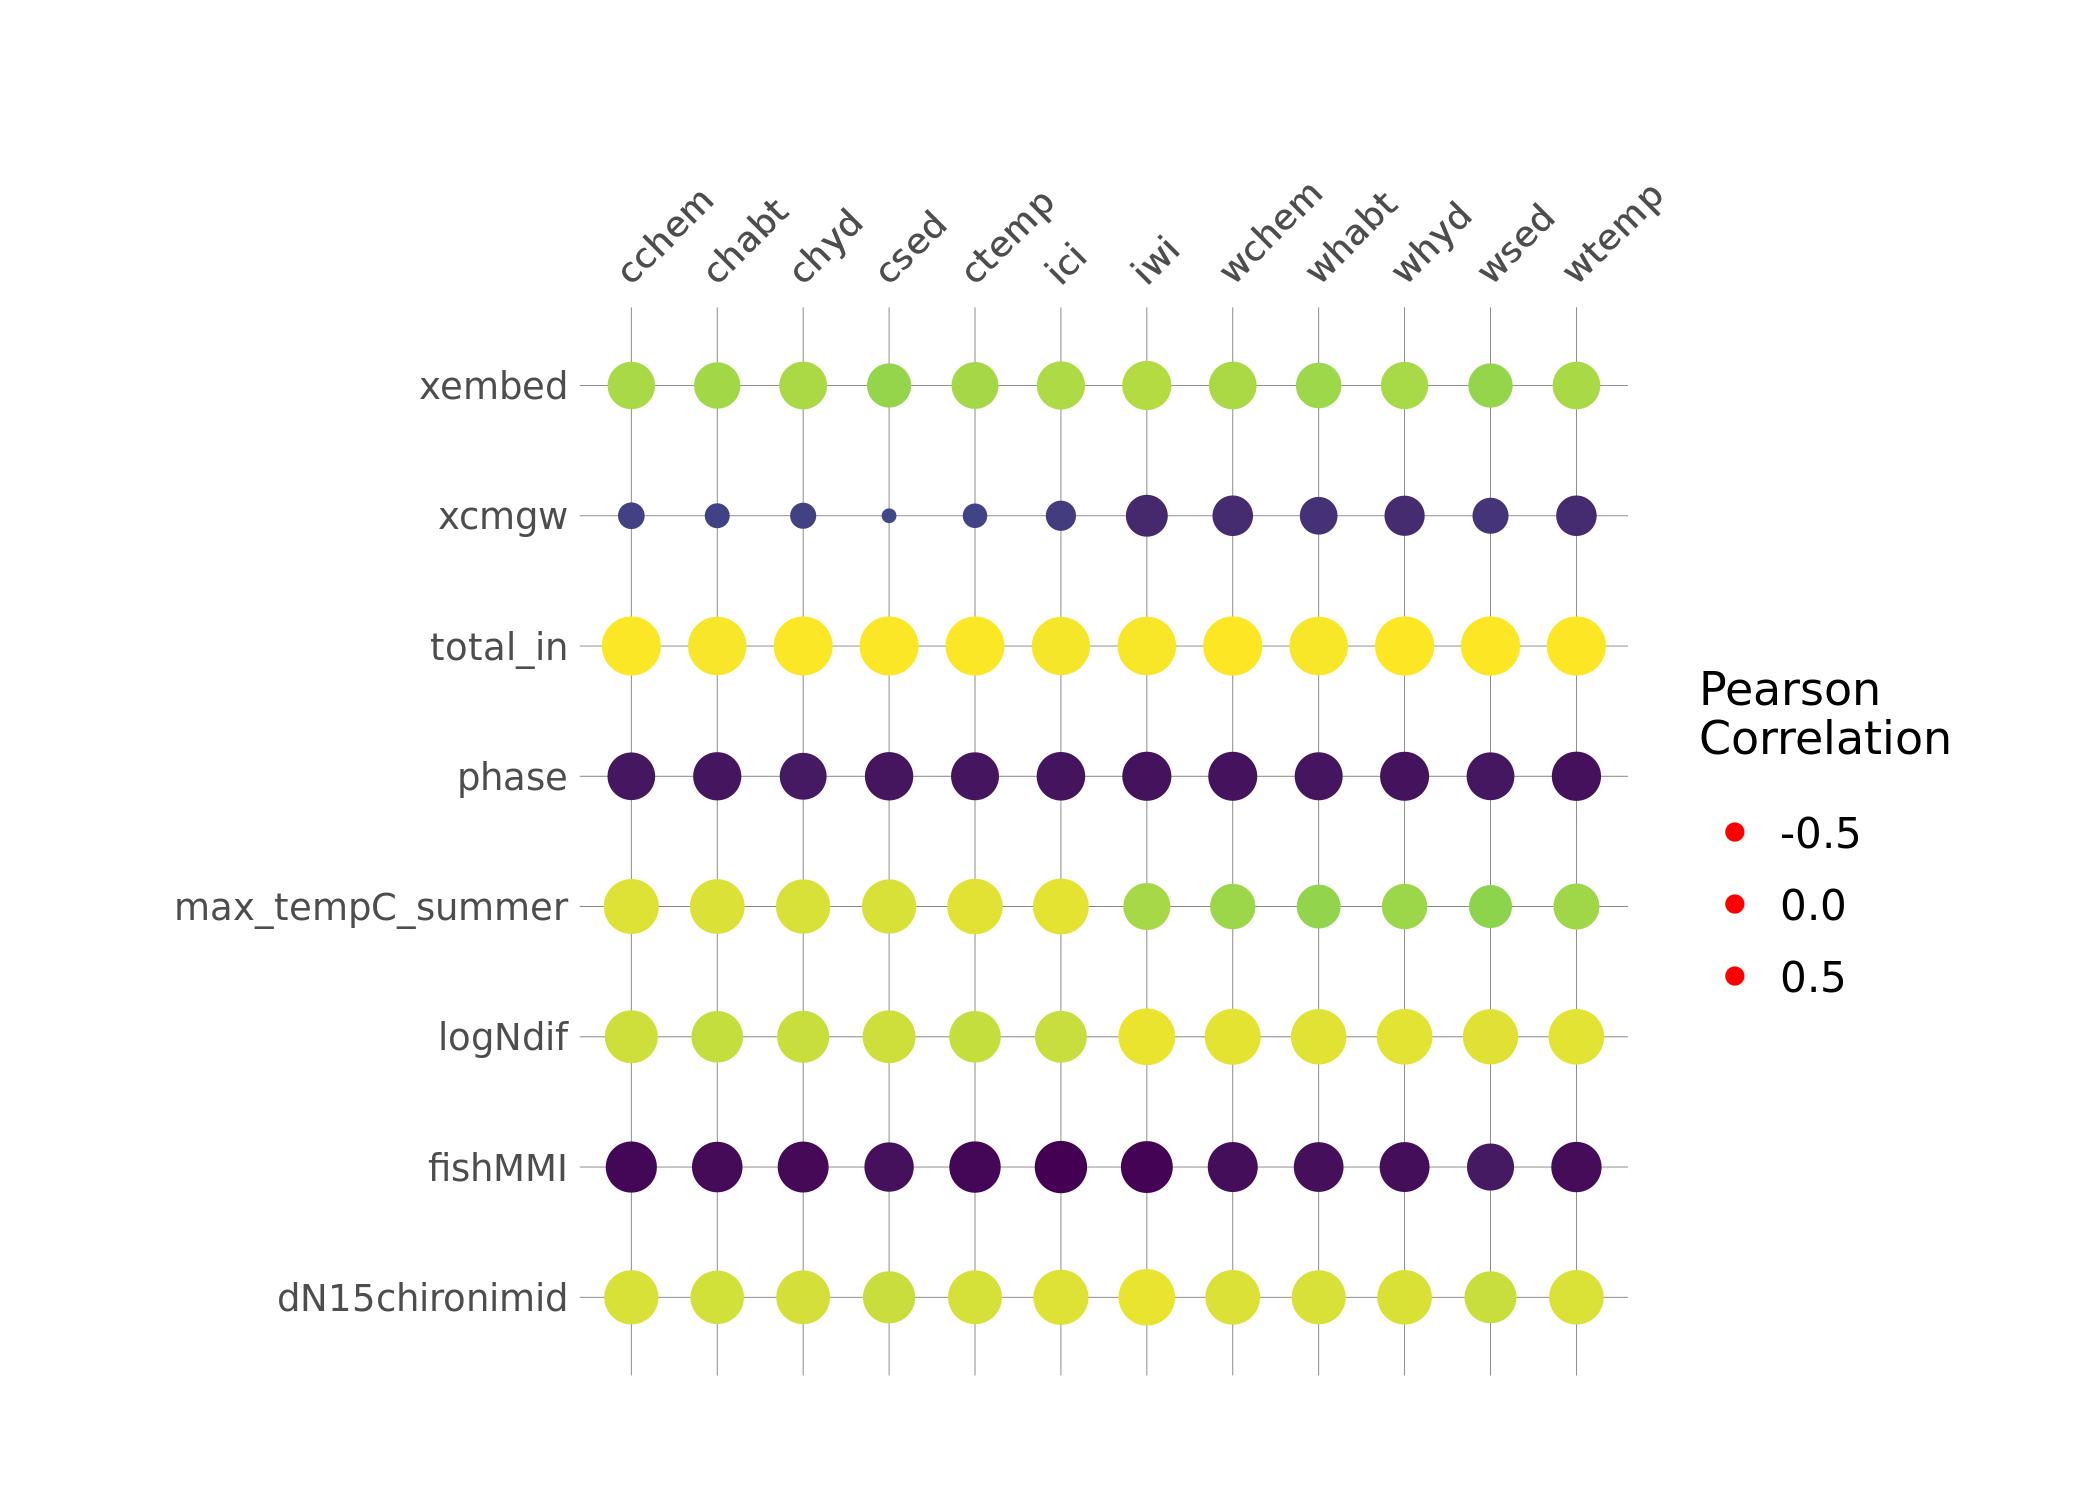 cchem
chabt
chyd
csed
ctemp
ici
iwi
wchem
whabt
whyd
wsed
wtemp
xembed
xcmgw
total_in
phase
max_tempC_summer
logNdif
fishMMI
dN15chironimid
Pearson
Correlation
-0.5
0.0
0.5